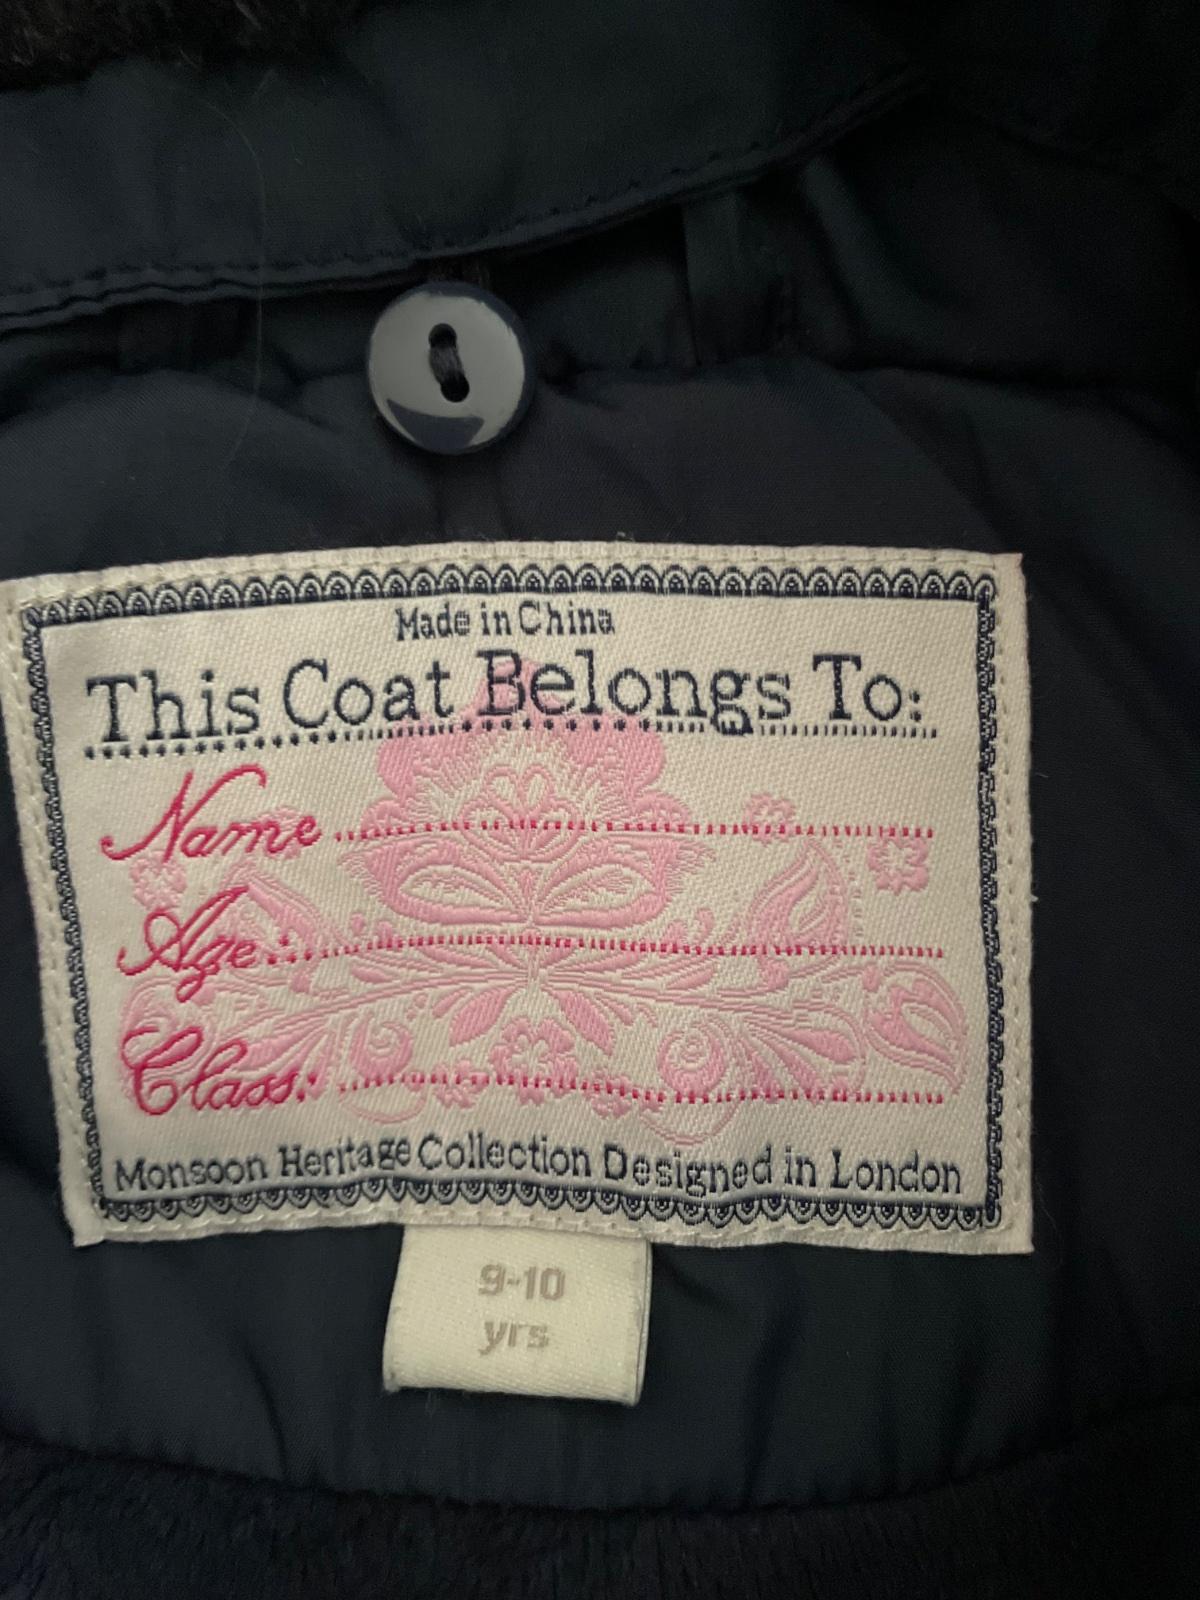 Made in China
This Coat Belongs To:
Name
Age:
Class:
Monsoon Heritage Collection Designed in London
9-10
yrs